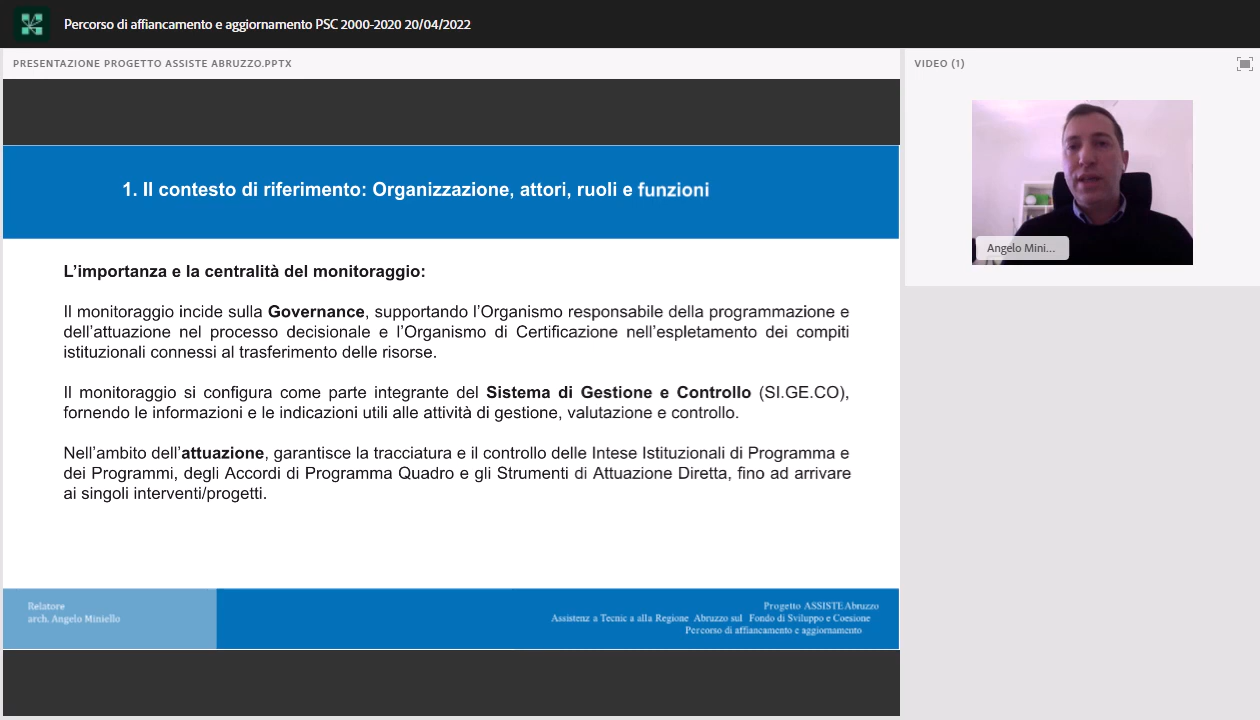 Percorso di affiancamento e aggiornamento PSC 2000-2020 20/04/2022
PRESENTAZIONE PROGETTO ASSISTE ABRUZZO.PPTX
VIDEO (1)
1. Il contesto di riferimento: Organizzazione, attori, ruoli e funzioni
L'importanza e la centralità del monitoraggio:
Il monitoraggio incide sulla Governance, supportando l'Organismo responsabile della programmazione e
dell'attuazione nel processo decisionale e l'Organismo di Certificazione nell'espletamento dei compiti
istituzionali connessi al trasferimento delle risorse.
Il monitoraggio si configura come parte integrante del Sistema di Gestione e Controllo (SI.GE.CO),
fornendo le informazioni e le indicazioni utili alle attività di gestione, valutazione e controllo.
Nell'ambito dell'attuazione, garantisce la tracciatura e il controllo delle Intese Istituzionali di Programma e
dei Programmi, degli Accordi di Programma Quadro e gli Strumenti di Attuazione Diretta, fino ad arrivare
ai singoli interventi/progetti.
Angelo Mini...
Relatore
arch. Angelo Miniello
Progetto ASSISTE Abruzzo
Assistenz a Tecnic a alla Regione Abruzzo sul Fondo di Sviluppo e Coesione
Percorso di affiancamento e aggiornamento